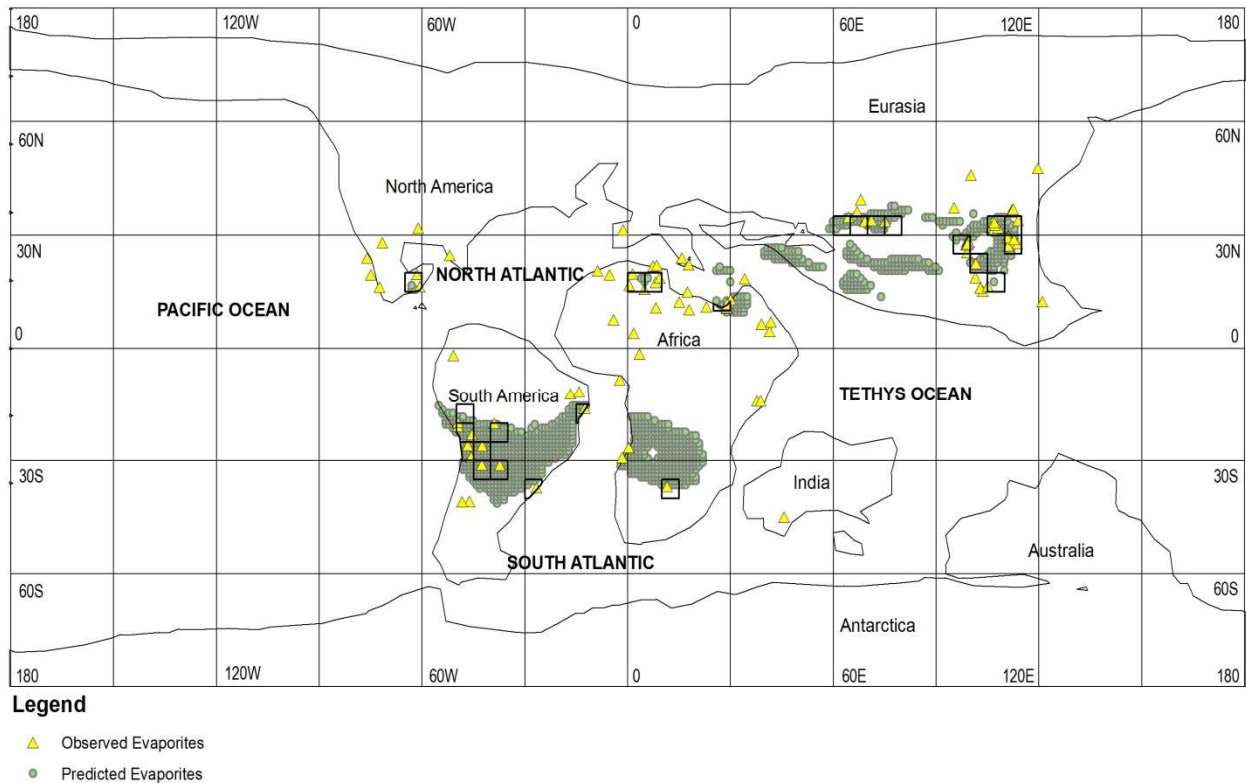 180 120W 60W 0 60E 120E 180
Eurasia
60N 60N
North America
30N 30N
NORTH ATLANTIC
PACIFIC OCEAN
0 0
Africa
South America
TETHYS OCEAN
30S 30S
India
SOUTH ATLANTIC
Australia
60S 60S
Antarctica
180 120W 60W 0 60E 120E 180
Legend
Observed Evaporites
Predicted Evaporites